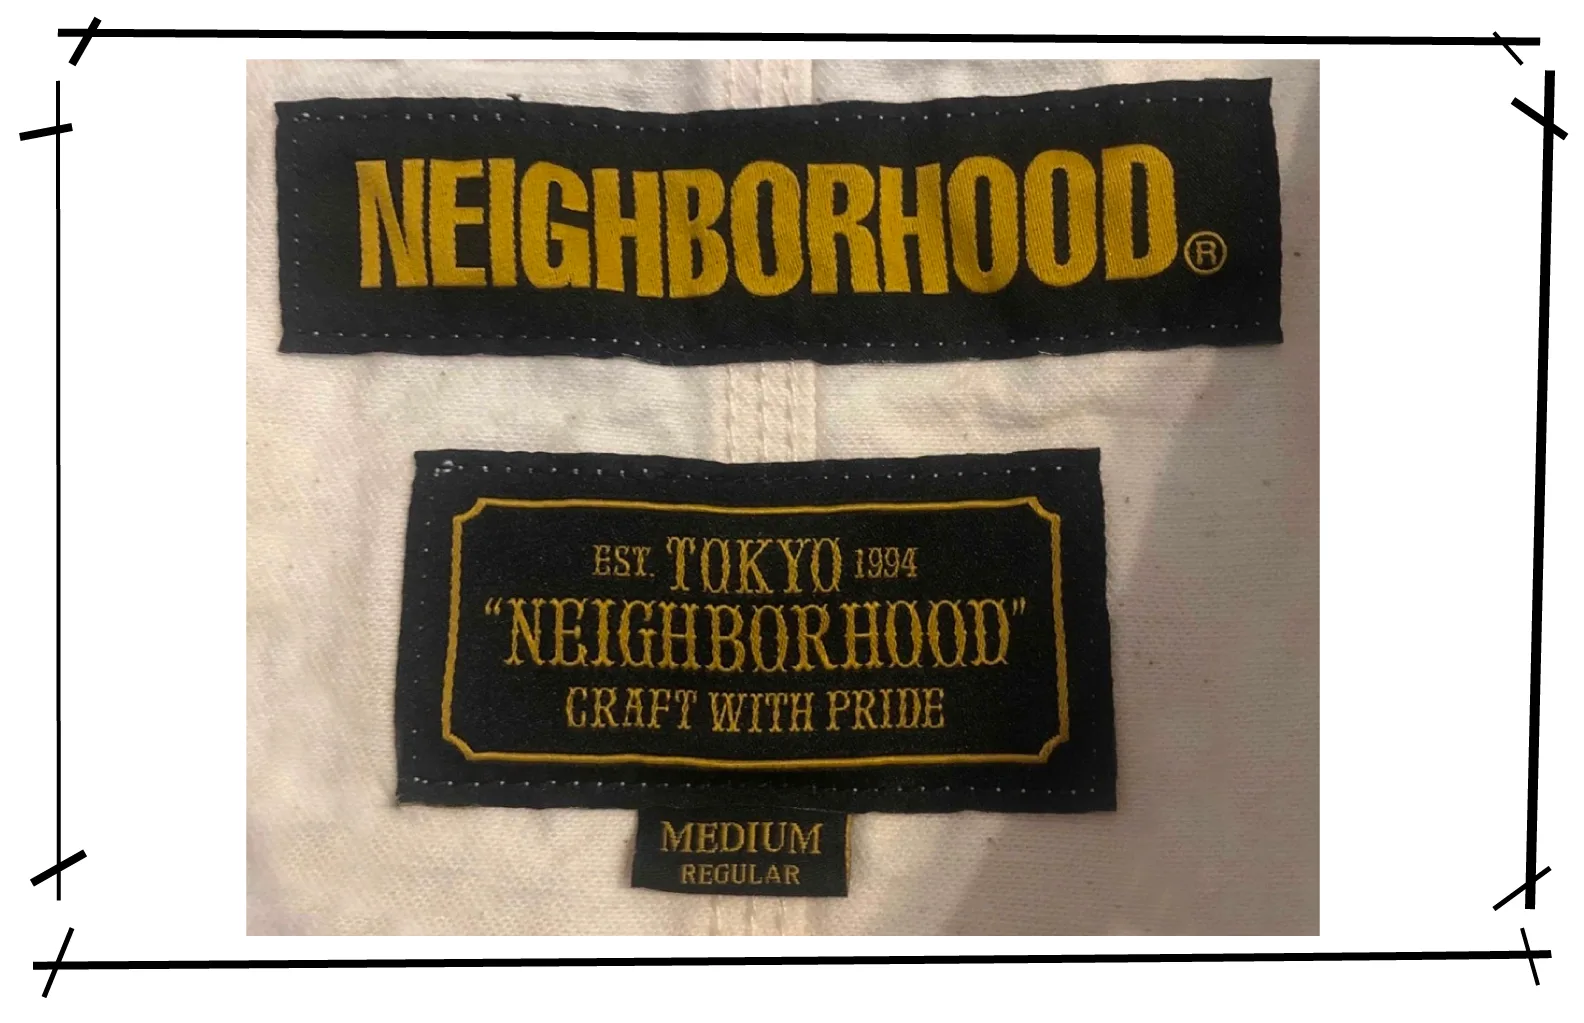 NEIGHBORHOOD®
EST. TOKYO 1994
“NEIGHBORHOOD”
CRAFT WITH PRIDE
MEDIUM
REGULAR